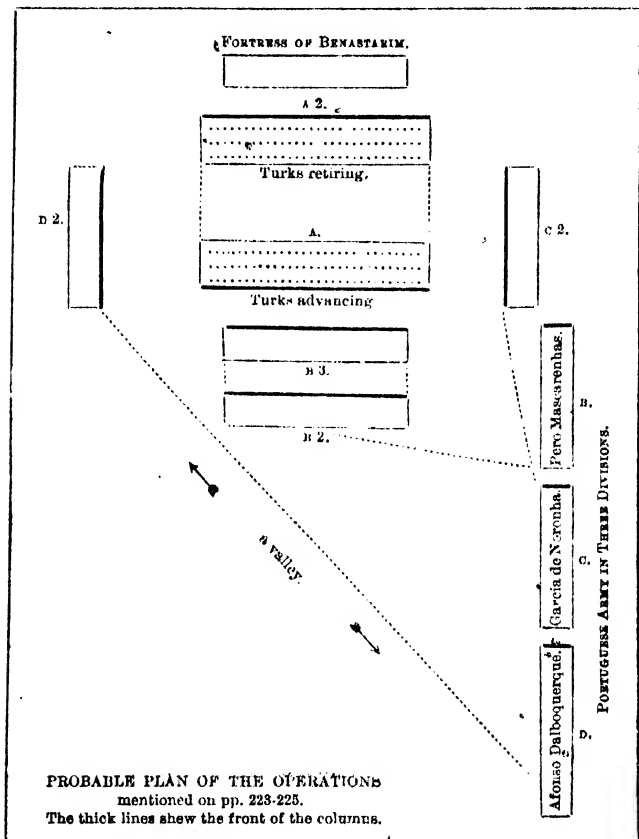 FORTRESS OF BENASTARIM.
A 2.
Turks retiring.
D 2.
C 2.
A.
Turks advancing
B 3.
B 2.
Pero Mascarenhas.
B.
Garcia de Noronha.
C.
Afonso Dalboquerque.
D.
PORTUGUESE ARMY IN THREE DIVISIONS.
a valley.
PROBABLE PLAN OF THE OPERATIONS
mentioned on pp. 223-225.
The thick lines shew the front of the columns.